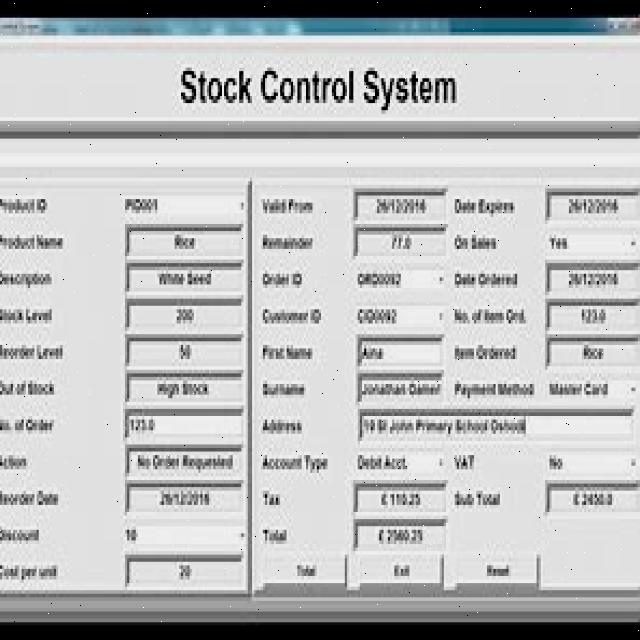 Stock Control System
Product ID PID001 Valid From 26/12/2016 Date Expires 26/12/2016
Product Name Rice Remainder 77.0 On Sales Yes
Description White Seed Order ID ORD0092 Date Ordered 26/12/2016
Stock Level 200 Customer ID CID0092 No. of Item Ord. 123.0
Reorder Level 50 First Name Aina Item Ordered Rice
Out of Stock High Stock Surname Jonathan Payment Method Master Card
No. of Order 123.0 Address 10 St John Primary School
Action No Order Requested Account Type Debit Acct. VAT No
Reorder Date 26/12/2016 Tax £ 110.25 Sub Total £ 2450.0
Discount 10 Total £ 2560.25
Cost per unit 20 Total Exit Reset